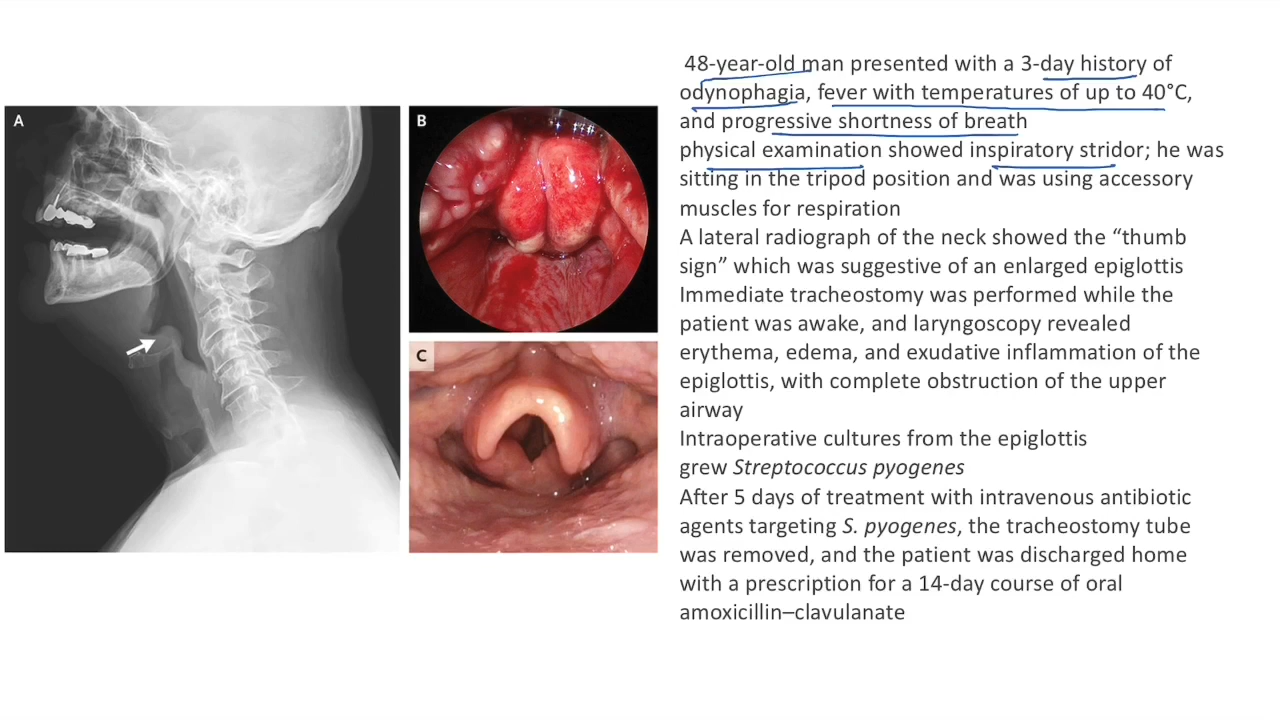 A
B
C
48-year-old man presented with a 3-day history of
odynophagia, fever with temperatures of up to 40°C,
and progressive shortness of breath
physical examination showed inspiratory stridor; he was
sitting in the tripod position and was using accessory
muscles for respiration
A lateral radiograph of the neck showed the “thumb
sign” which was suggestive of an enlarged epiglottis
Immediate tracheostomy was performed while the
patient was awake, and laryngoscopy revealed
erythema, edema, and exudative inflammation of the
epiglottis, with complete obstruction of the upper
airway
Intraoperative cultures from the epiglottis
grew Streptococcus pyogenes
After 5 days of treatment with intravenous antibiotic
agents targeting S. pyogenes, the tracheostomy tube
was removed, and the patient was discharged home
with a prescription for a 14-day course of oral
amoxicillin–clavulanate